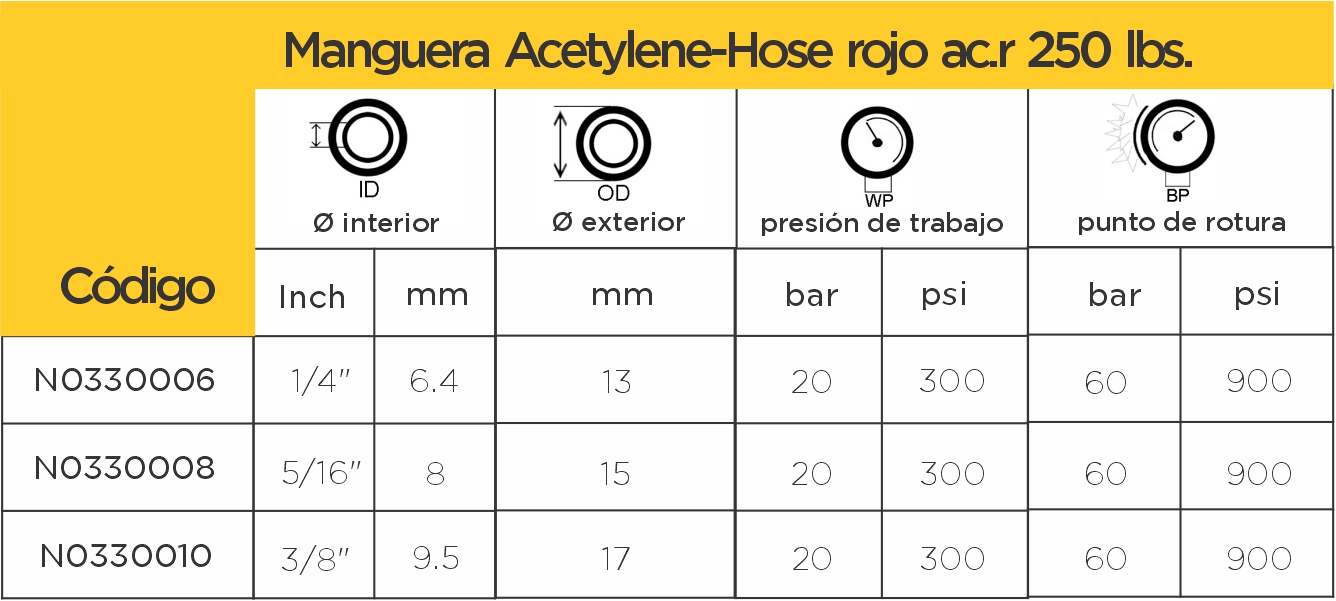 Manguera Acetylene-Hose rojo ac.r 250 lbs.
ID OD WP BP
Ø interior Ø exterior presión de trabajo punto de rotura
Código Inch mm mm bar psi bar psi
N0330006 1/4" 6.4 13 20 300 60 900
N0330008 5/16" 8 15 20 300 60 900
N0330010 3/8" 9.5 17 20 300 60 900